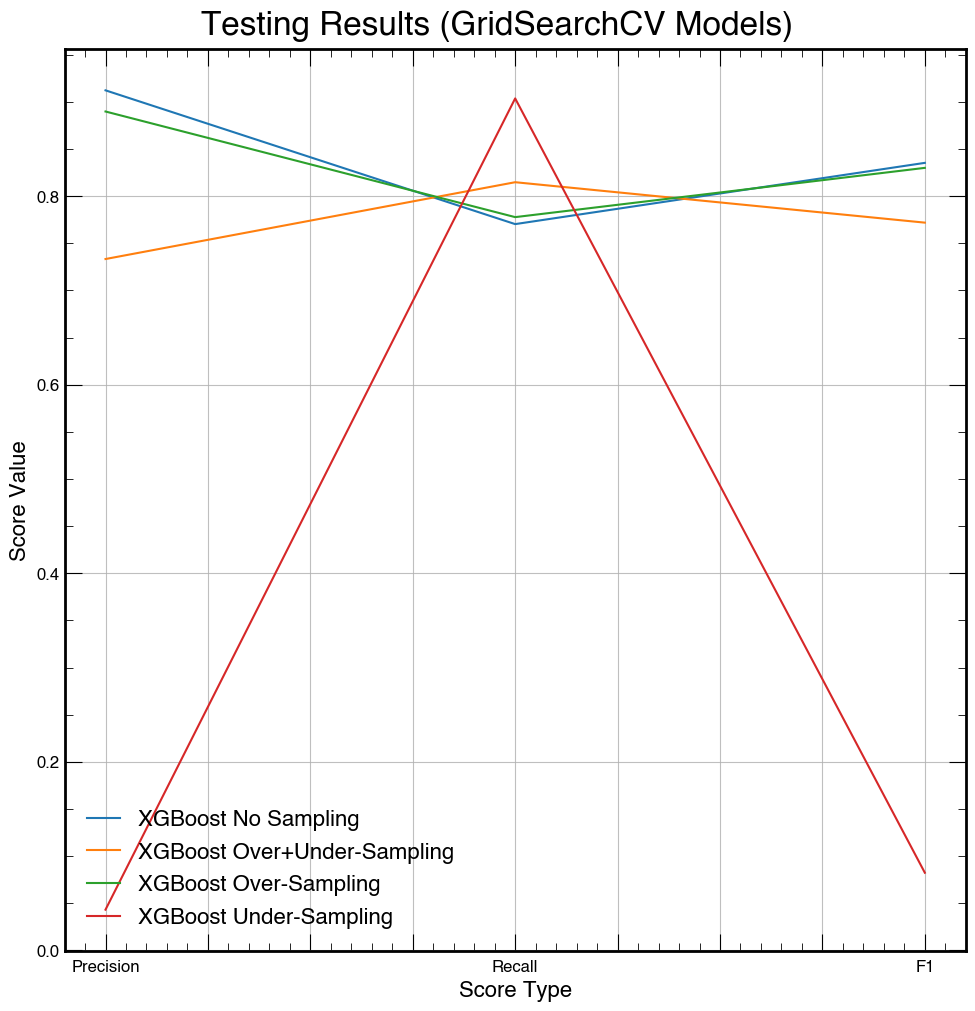 Testing Results (GridSearchCV Models)
Score Value
0.8
0.6
0.4
0.2
0.0
XGBoost No Sampling
XGBoost Over+Under-Sampling
XGBoost Over-Sampling
XGBoost Under-Sampling
Precision Recall F1
Score Type